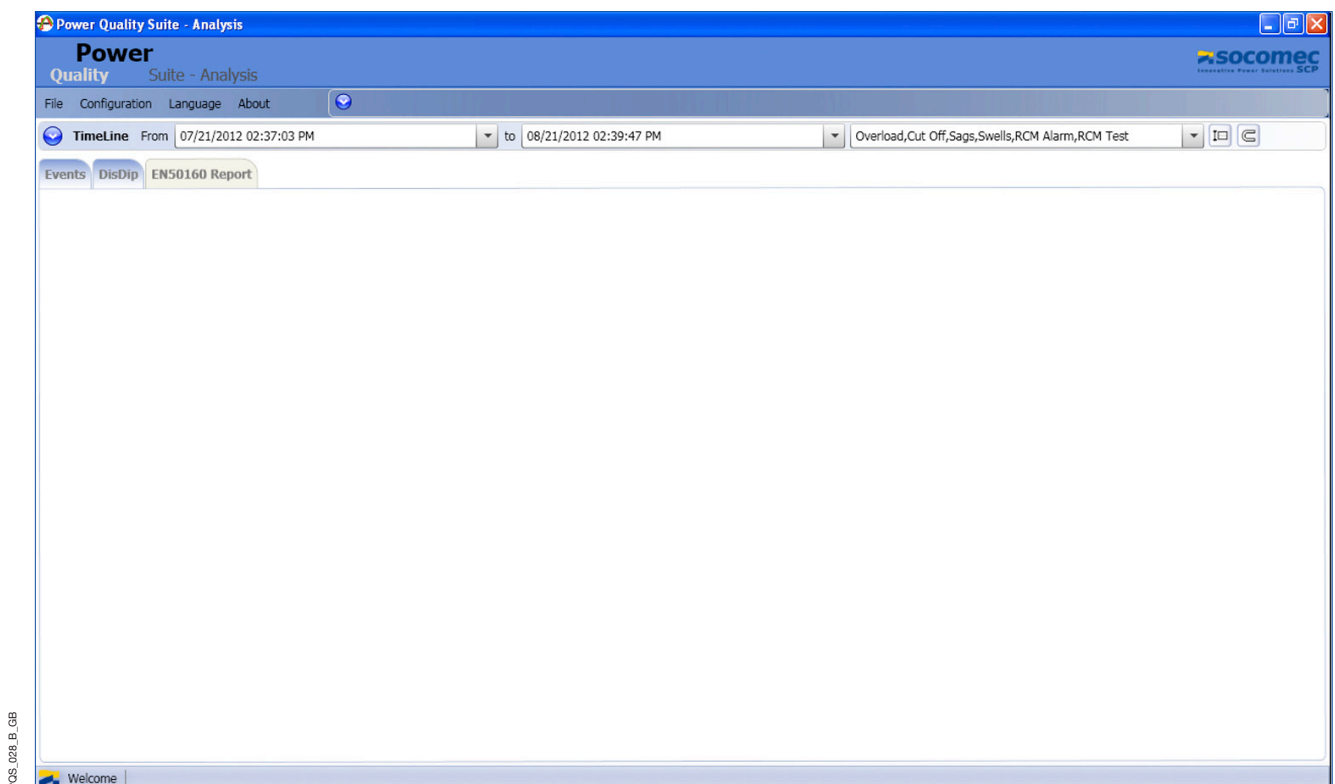 Power Quality Suite - Analysis
Power
Quality Suite - Analysis
socomec
Innovative Power Solutions SCP
File Configuration Language About
TimeLine From 07/21/2012 02:37:03 PM to 08/21/2012 02:39:47 PM Overload,Cut Off,Sags,Swells,RCM Alarm,RCM Test
Events DisDip EN50160 Report
Welcome
QS_028_B_GB